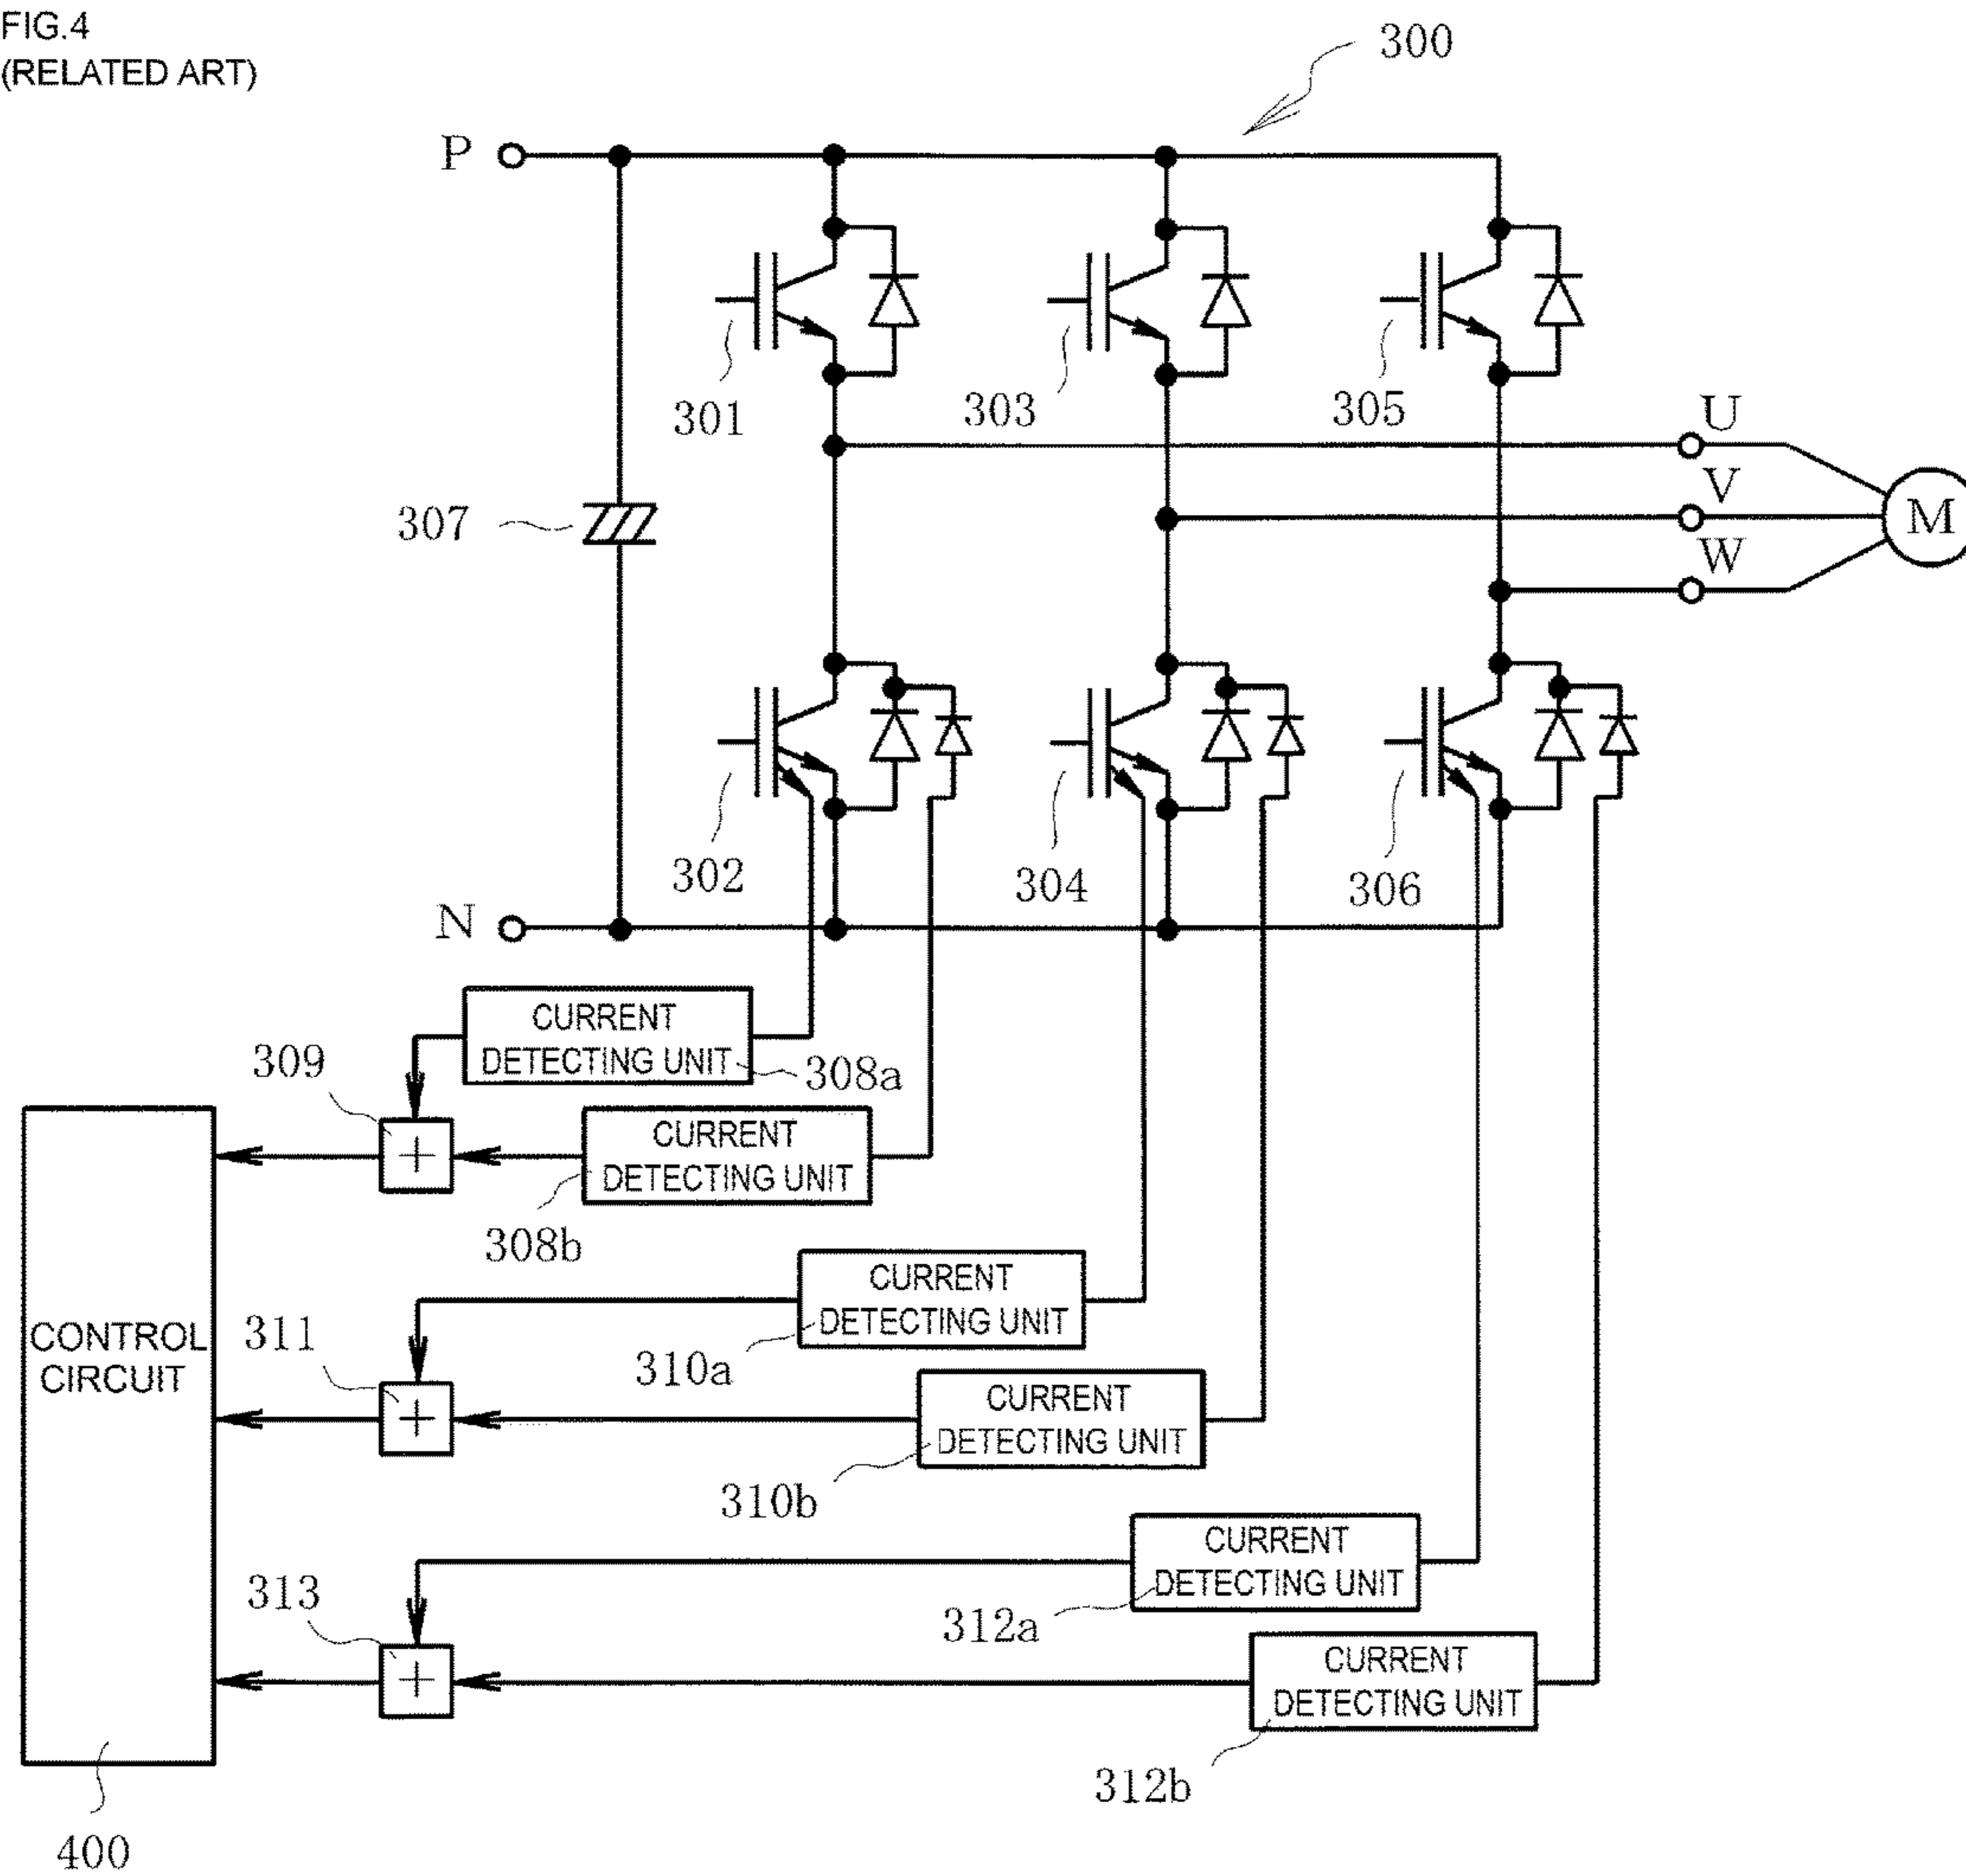 FIG.4
(RELATED ART)
300
P
301
303
305
U
V
W
M
307
302
304
306
N
CURRENT
DETECTING UNIT
308a
309
CURRENT
DETECTING UNIT
308b
+
CURRENT
DETECTING UNIT
310a
CONTROL
CIRCUIT
311
+
CURRENT
DETECTING UNIT
310b
CURRENT
DETECTING UNIT
312a
313
+
CURRENT
DETECTING UNIT
312b
400